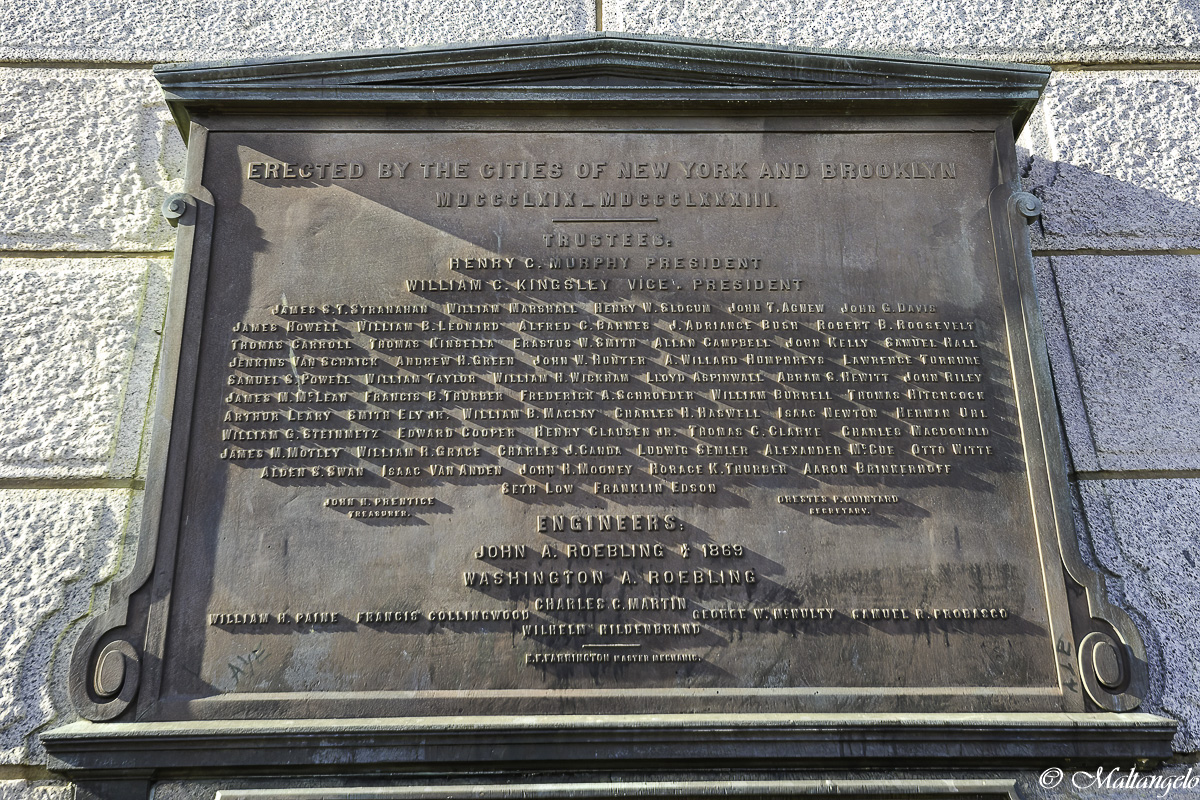 ERECTED BY THE CITIES OF NEW YORK AND BROOKLYN
MDCCCLXIX _ MDCCCLXXXIII.
TRUSTEES:
HENRY C. MURPHY PRESIDENT
WILLIAM C. KINGSLEY VICE. PRESIDENT
JAMES S.T. STRANAHAN WILLIAM MARSHALL HENRY W. SLOCUM JOHN T. AGNEW JOHN G. DAVIS
JAMES HOWELL WILLIAM B. LEONARD ALFRED C. BARNES J. ADRIANCE BUSH ROBERT B. ROOSEVELT
THOMAS CARROLL THOMAS KINSELLA ERASTUS W. SMITH ALLAN CAMPBELL JOHN KELLY SAMUEL HALL
JENKINS VAN SCHAICK ANDREW H. GREEN JOHN W. HUNTER A. WILLARD HUMPHREYS LAWRENCE TURNURE
SAMUEL S. POWELL WILLIAM TAYLOR WILLIAM H. WICKHAM LLOYD ASPINWALL ABRAM S. HEWITT JOHN RILEY
JAMES M. McLEAN FRANCIS B. THURBER FREDERICK A. SCHROEDER WILLIAM BURRELL THOMAS HITCHCOCK
ARTHUR LEARY SMITH ELY JR. WILLIAM B. MACLAY CHARLES H. HASWELL ISAAC NEWTON HERMAN UHL
WILLIAM G. STEINMETZ EDWARD COOPER HENRY CLAUSEN JR. THOMAS C. CLARKE CHARLES MACDONALD
JAMES M. MOTLEY WILLIAM R. GRACE CHARLES J. CANDA LUDWIG SEMLER ALEXANDER McCUE OTTO WITTE
ALDEN S. SWAN ISAAC VAN ANDEN JOHN H. MOONEY HORACE K. THURBER AARON BRINKERHOFF
SETH LOW FRANKLIN EDSON
JOHN H. PRENTICE
TREASURER.
ORESTES P. QUINTARD
SECRETARY.
ENGINEERS:
JOHN A. ROEBLING 1869
WASHINGTON A. ROEBLING
CHARLES C. MARTIN
WILLIAM H. PAINE FRANCIS COLLINGWOOD GEORGE W. McNULTY SAMUEL R. PROBASCO
WILHELM HILDENBRAND
E.F. FARRINGTON MASTER MECHANIC.
© Maltangelo